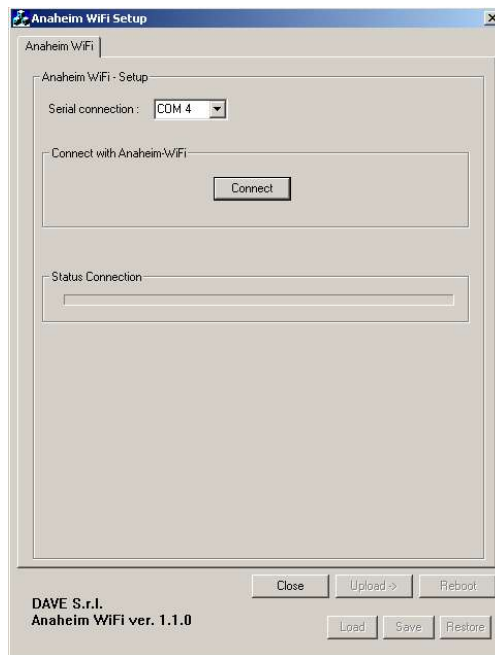 Anaheim WiFi Setup
Anaheim WiFi
Anaheim WiFi - Setup
Serial connection : COM 4
Connect with Anaheim-WiFi
Connect
Status Connection
Close Upload -> Reboot
DAVE S.r.l.
Anaheim WiFi ver. 1.1.0
Load Save Restore